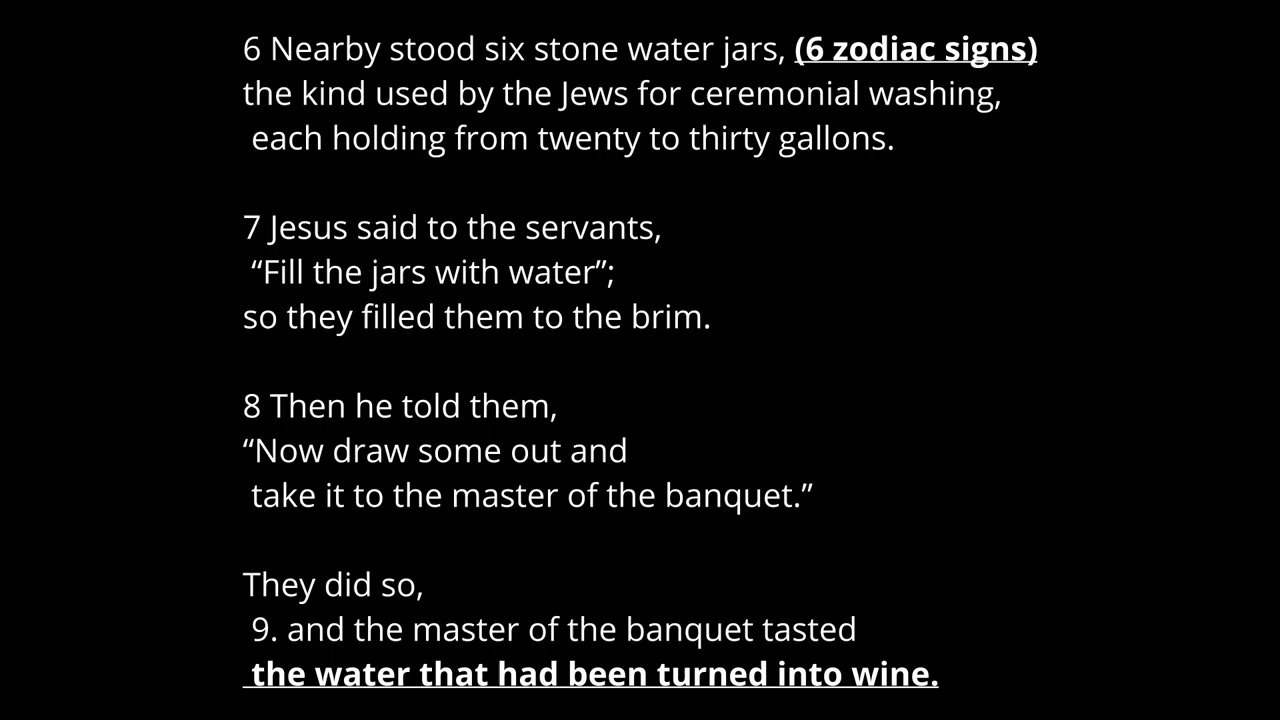 6 Nearby stood six stone water jars, (6 zodiac signs)
the kind used by the Jews for ceremonial washing,
each holding from twenty to thirty gallons.
7 Jesus said to the servants,
“Fill the jars with water”;
so they filled them to the brim.
8 Then he told them,
“Now draw some out and
take it to the master of the banquet.”
They did so,
9. and the master of the banquet tasted
the water that had been turned into wine.